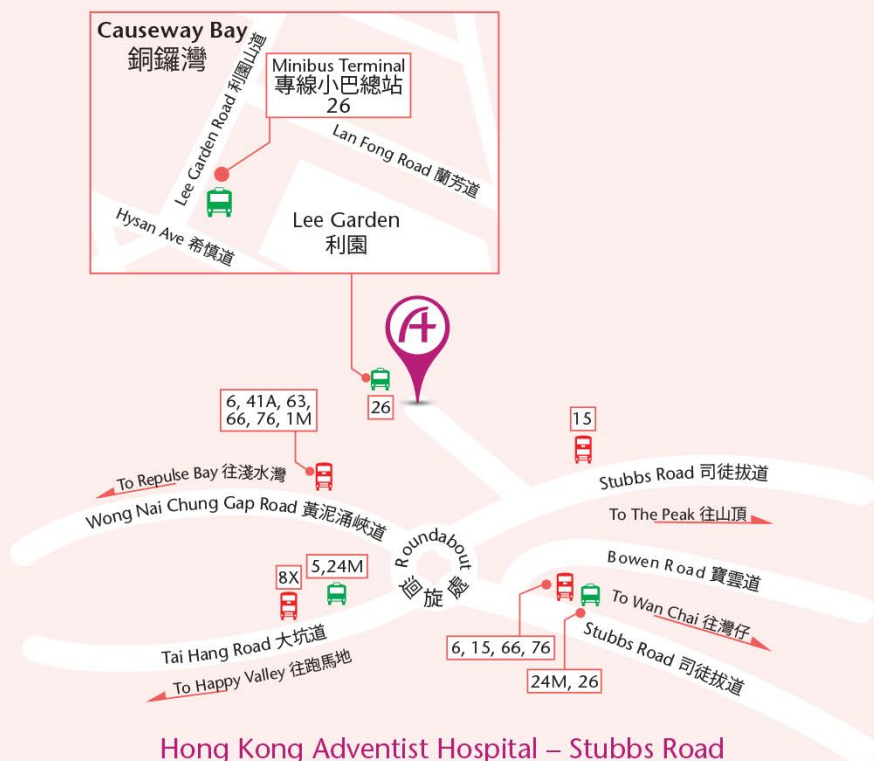 Causeway Bay
銅鑼灣
Lee Garden Road 利園山道
Minibus Terminal
專線小巴總站
26
Lan Fong Road 蘭芳道
Hysan Ave 希慎道
Lee Garden
利園
26
6, 41A, 63,
66, 76, 1M
15
To Repulse Bay 往淺水灣
Wong Nai Chung Gap Road 黃泥涌峽道
Stubbs Road 司徒拔道
To The Peak 往山頂
Roundabout
迴旋處
Bowen Road 寶雲道
8X
5,24M
To Wan Chai 往灣仔
Tai Hang Road 大坑道
6, 15, 66, 76
Stubbs Road 司徒拔道
24M, 26
To Happy Valley 往跑馬地
Hong Kong Adventist Hospital – Stubbs Road